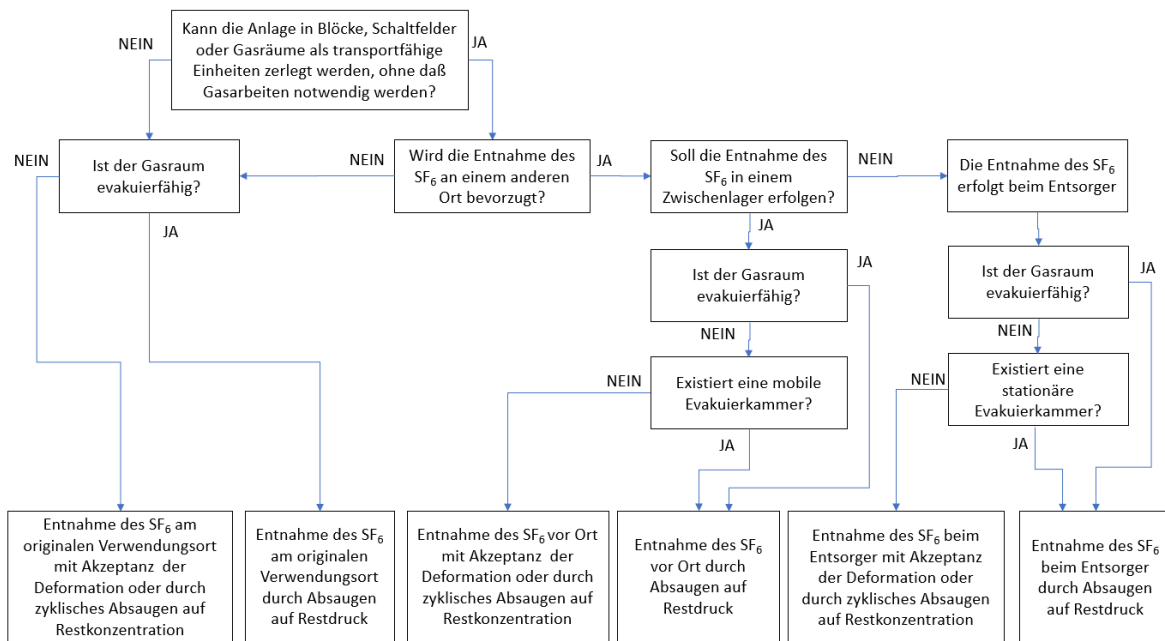 Kann die Anlage in Blöcke, Schaltfelder
oder Gasräume als transportfähige
Einheiten zerlegt werden, ohne daß
Gasarbeiten notwendig werden?
NEIN
JA
Ist der Gasraum
evakuierfähig?
NEIN
JA
Wird die Entnahme des
SF₆ an einem anderen
Ort bevorzugt?
NEIN
JA
Soll die Entnahme des
SF₆ in einem
Zwischenlager erfolgen?
NEIN
JA
Die Entnahme des SF₆
erfolgt beim Entsorger
Ist der Gasraum
evakuierfähig?
JA
NEIN
Ist der Gasraum
evakuierfähig?
JA
NEIN
Existiert eine mobile
Evakuierkammer?
NEIN
JA
Existiert eine
stationäre
Evakuierkammer?
NEIN
JA
Entnahme des SF₆ am
originalen Verwendungsort
mit Akzeptanz der
Deformation oder durch
zyklisches Absaugen auf
Restkonzentration
Entnahme des SF₆
am originalen
Verwendungsort
durch Absaugen
auf Restdruck
Entnahme des SF₆ vor Ort
mit Akzeptanz der
Deformation oder durch
zyklisches Absaugen auf
Restkonzentration
Entnahme des SF₆
vor Ort durch
Absaugen auf
Restdruck
Entnahme des SF₆ beim
Entsorger mit Akzeptanz
der Deformation oder
durch zyklisches Absaugen
auf Restkonzentration
Entnahme des SF₆
beim Entsorger
durch Absaugen
auf Restdruck